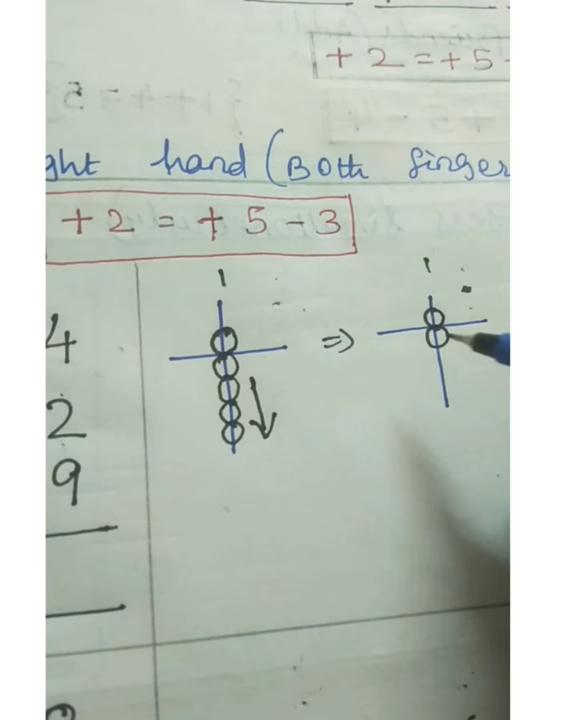 + 2 = + 5 -
ght hand (Both finger
+ 2 = + 5 - 3
4
2
9
⇒